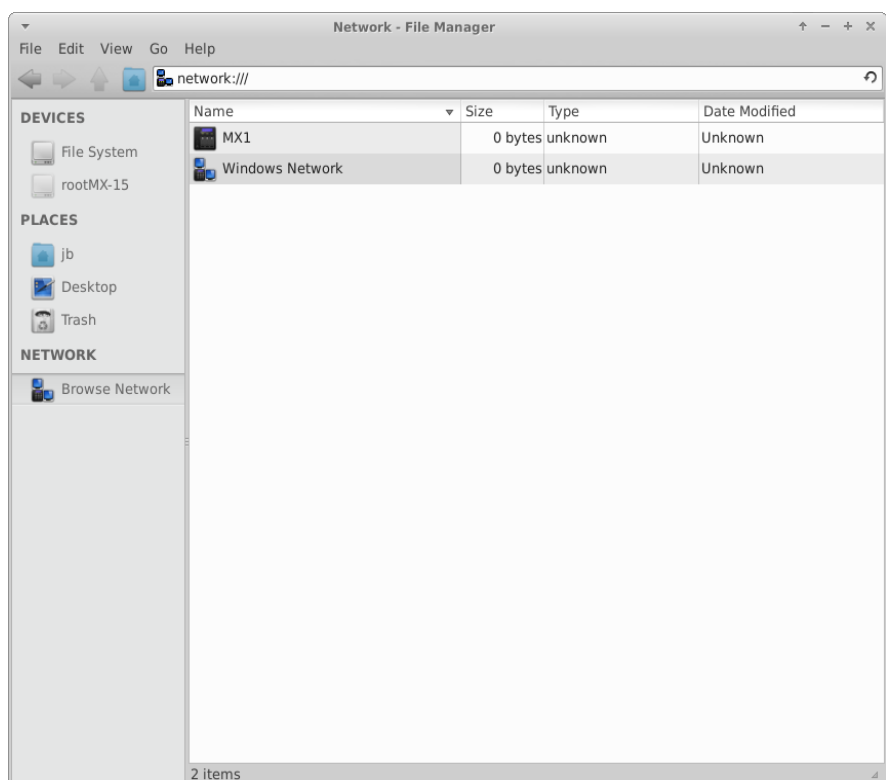 Network - File Manager
File Edit View Go Help
network:///
DEVICES
File System
rootMX-15
PLACES
jb
Desktop
Trash
NETWORK
Browse Network
Name Size Type Date Modified
MX1 0 bytes unknown Unknown
Windows Network 0 bytes unknown Unknown
2 items